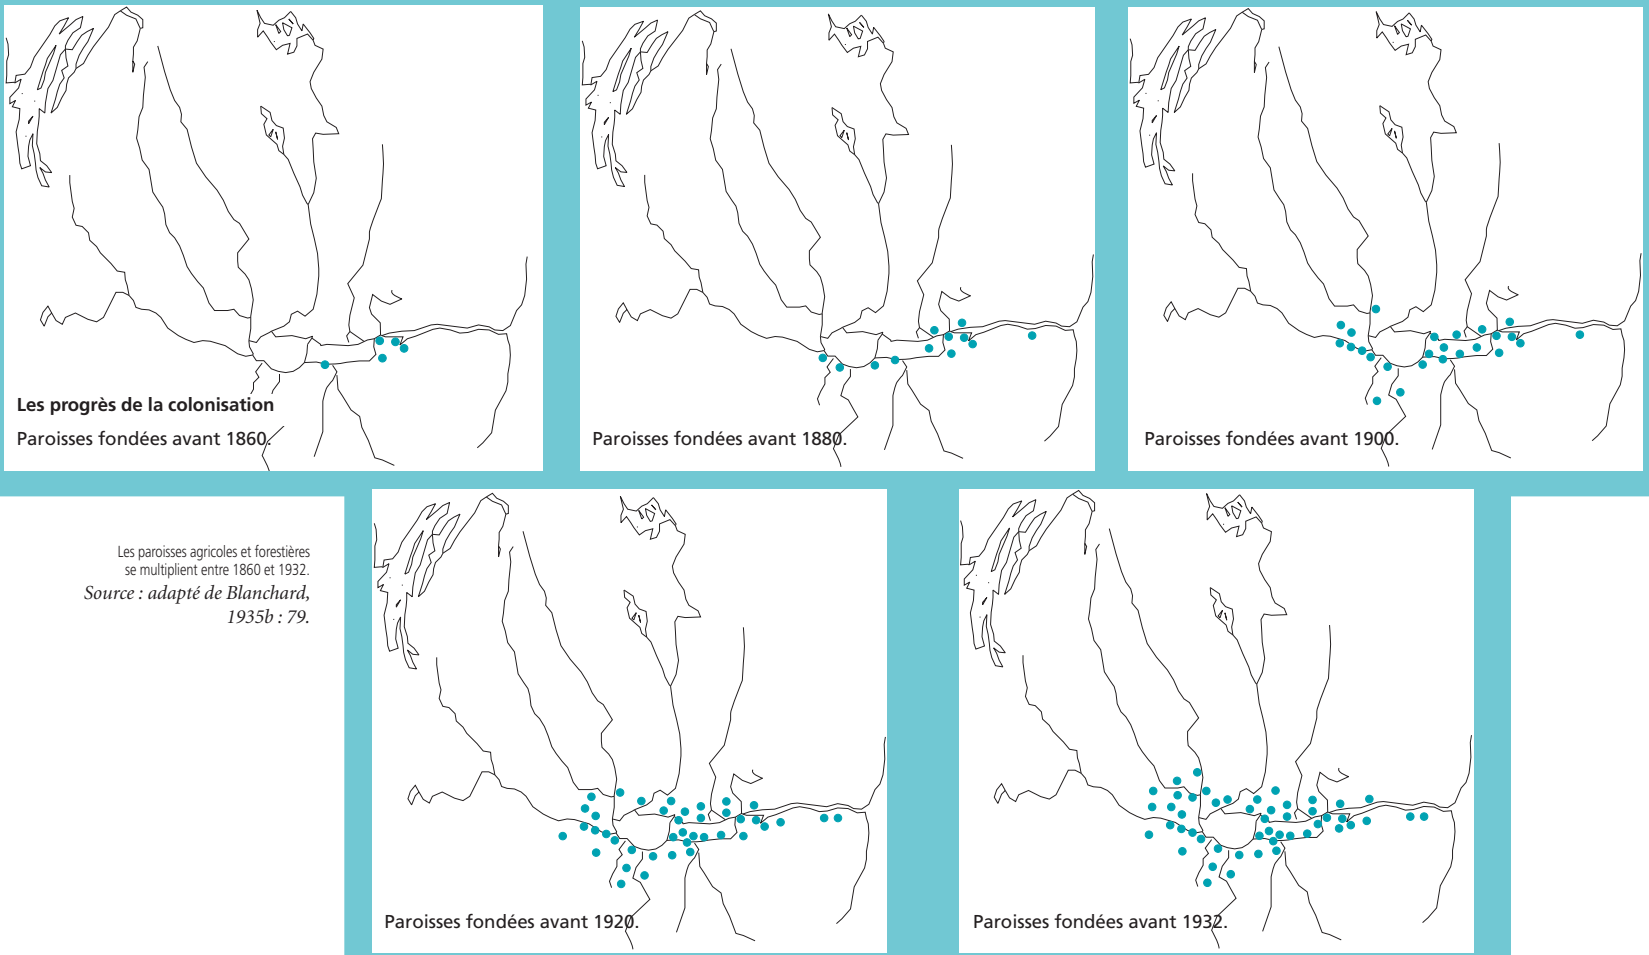 Les progrès de la colonisation
Paroisses fondées avant 1860.
Paroisses fondées avant 1880.
Paroisses fondées avant 1900.
Les paroisses agricoles et forestières
se multiplient entre 1860 et 1932.
Source : adapté de Blanchard,
1935b : 79.
Paroisses fondées avant 1920.
Paroisses fondées avant 1932.